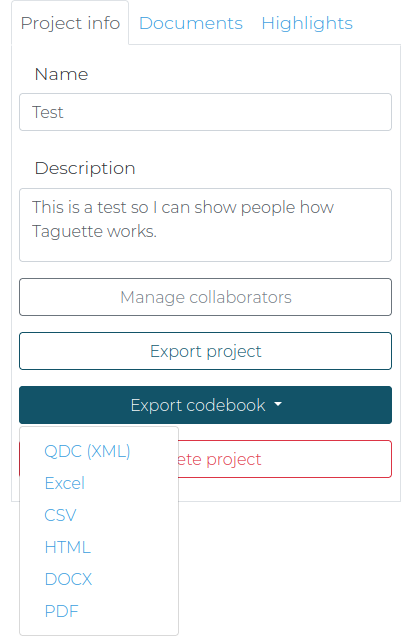 Project info Documents Highlights
Name
Test
Description
This is a test so I can show people how
Taguette works.
Manage collaborators
Export project
Export codebook
ete project
QDC (XML)
Excel
CSV
HTML
DOCX
PDF